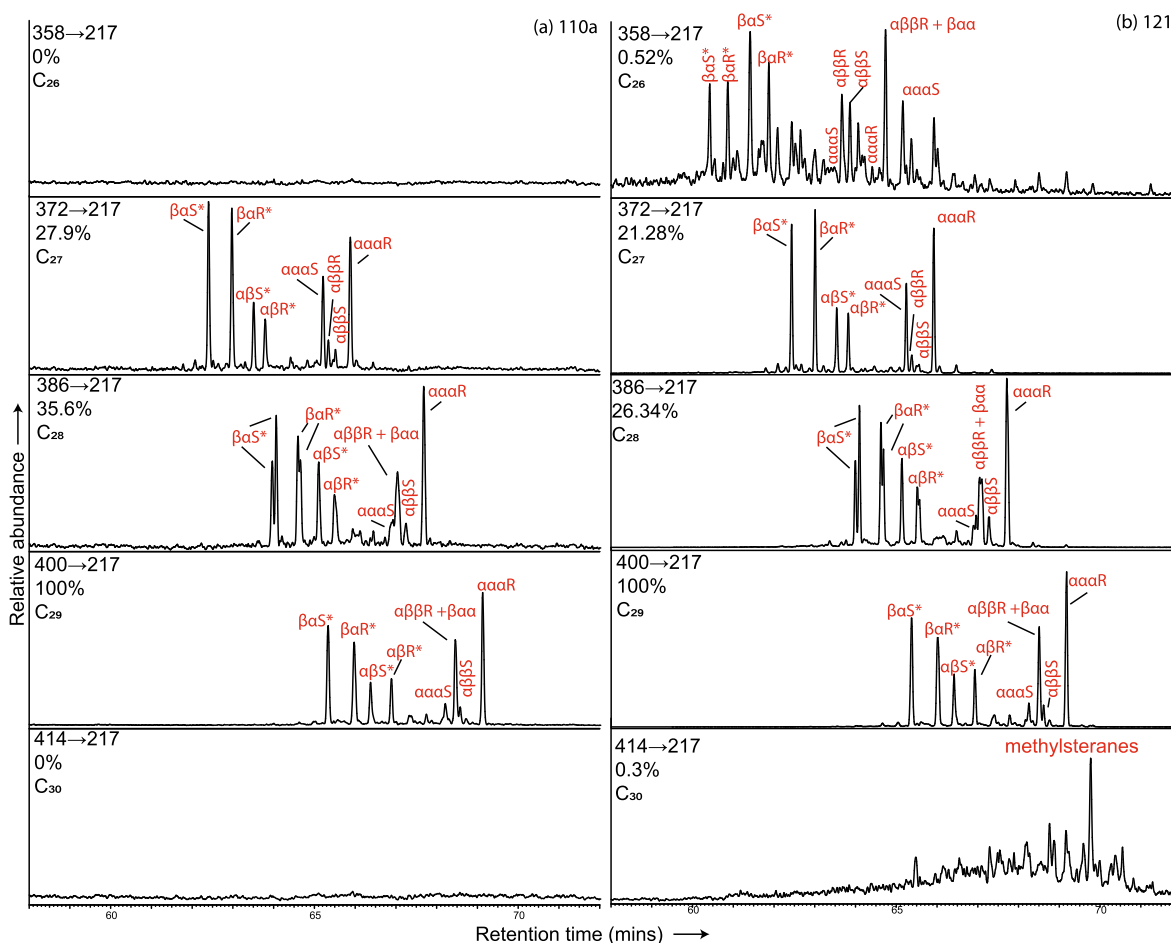 (a) 110a
358→217
0%
C₂₆
372→217
27.9%
C₂₇
βαS*
βαR*
αβS*
αβR*
αααS
αββR
αββS
αααR
386→217
35.6%
C₂₈
βαS*
βαR*
αβS*
αβR*
αββR + βαα
αααS
αββS
αααR
400→217
100%
C₂₉
βαS*
βαR*
αβS*
αβR*
αββR +βαα
αααS
αββS
αααR
414→217
0%
C₃₀
60
65
70
(b) 121
358→217
0.52%
C₂₆
βαS*
βαR*
βαS*
βαR*
αααS
αββR
αββS
αααR
αββR + βαα
αααS
372→217
21.28%
C₂₇
βαS*
βαR*
αβS*
αβR*
αααS
αββR
αββS
αααR
386→217
26.34%
C₂₈
βαS*
βαR*
αβS*
αβR*
αααS
αββR + βαα
αββS
αααR
400→217
100%
C₂₉
βαS*
βαR*
αβS*
αβR*
αββR + βαα
αααS
αββS
αααR
414→217
0.3%
C₃₀
methylsteranes
60
65
70
Relative abundance →
Retention time (mins) →